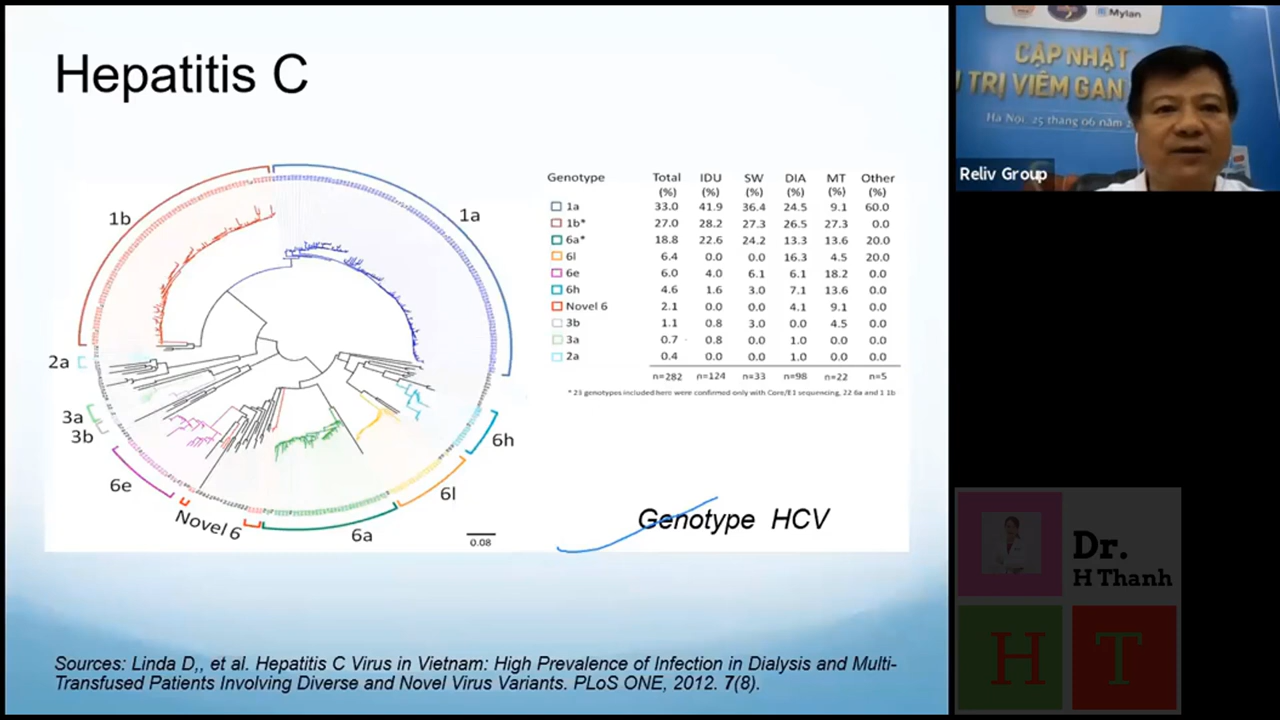 Hepatitis C
1b
1a
2a
3a
3b
6e
Novel 6
6a
6l
6h
0.08
Genotype Total IDU SW DIA MT Other
(%) (%) (%) (%) (%) (%)
1a 33.0 41.9 36.4 24.5 9.1 60.0
1b* 27.0 28.2 27.3 26.5 27.3 0.0
6a* 18.8 22.6 24.2 13.3 13.6 20.0
6l 6.4 0.0 0.0 16.3 4.5 20.0
6e 6.0 4.0 6.1 6.1 18.2 0.0
6h 4.6 1.6 3.0 7.1 13.6 0.0
Novel 6 2.1 0.0 0.0 4.1 9.1 0.0
3b 1.1 0.8 3.0 0.0 4.5 0.0
3a 0.7 0.8 0.0 1.0 0.0 0.0
2a 0.4 0.0 0.0 1.0 0.0 0.0
n=282 n=124 n=33 n=98 n=22 n=5
* 23 genotypes included here were confirmed only with Core/E1 sequencing, 22 6a and 1 1b
Genotype HCV
Sources: Linda D,, et al. Hepatitis C Virus in Vietnam: High Prevalence of Infection in Dialysis and Multi-
Transfused Patients Involving Diverse and Novel Virus Variants. PLoS ONE, 2012. 7(8).
Mylan
CẬP NHẬT
TRỊ VIÊM GAN
Hà Nội, 25 tháng 06 năm
Reliv Group
Dr.
H Thanh
H T